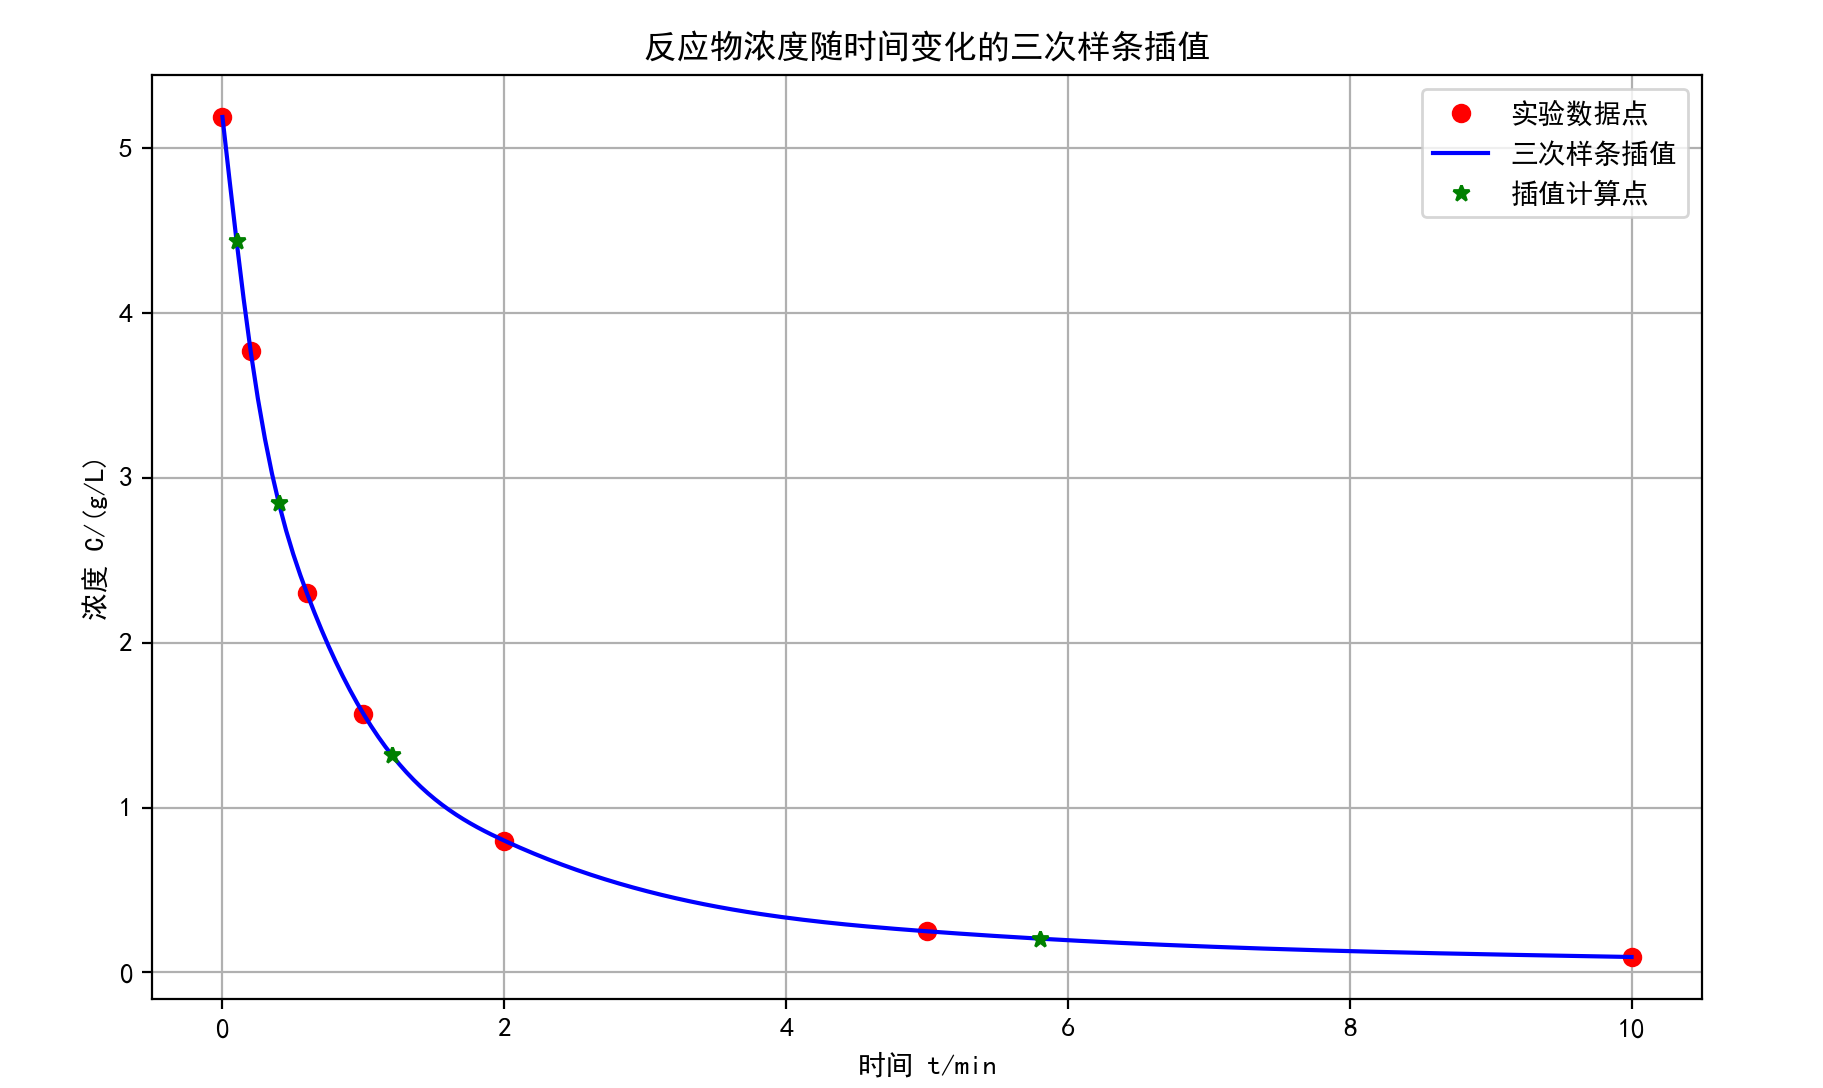 反应物浓度随时间变化的三次样条插值
实验数据点
三次样条插值
插值计算点
浓度 C/(g/L)
5
4
3
2
1
0
0 2 4 6 8 10
时间 t/min